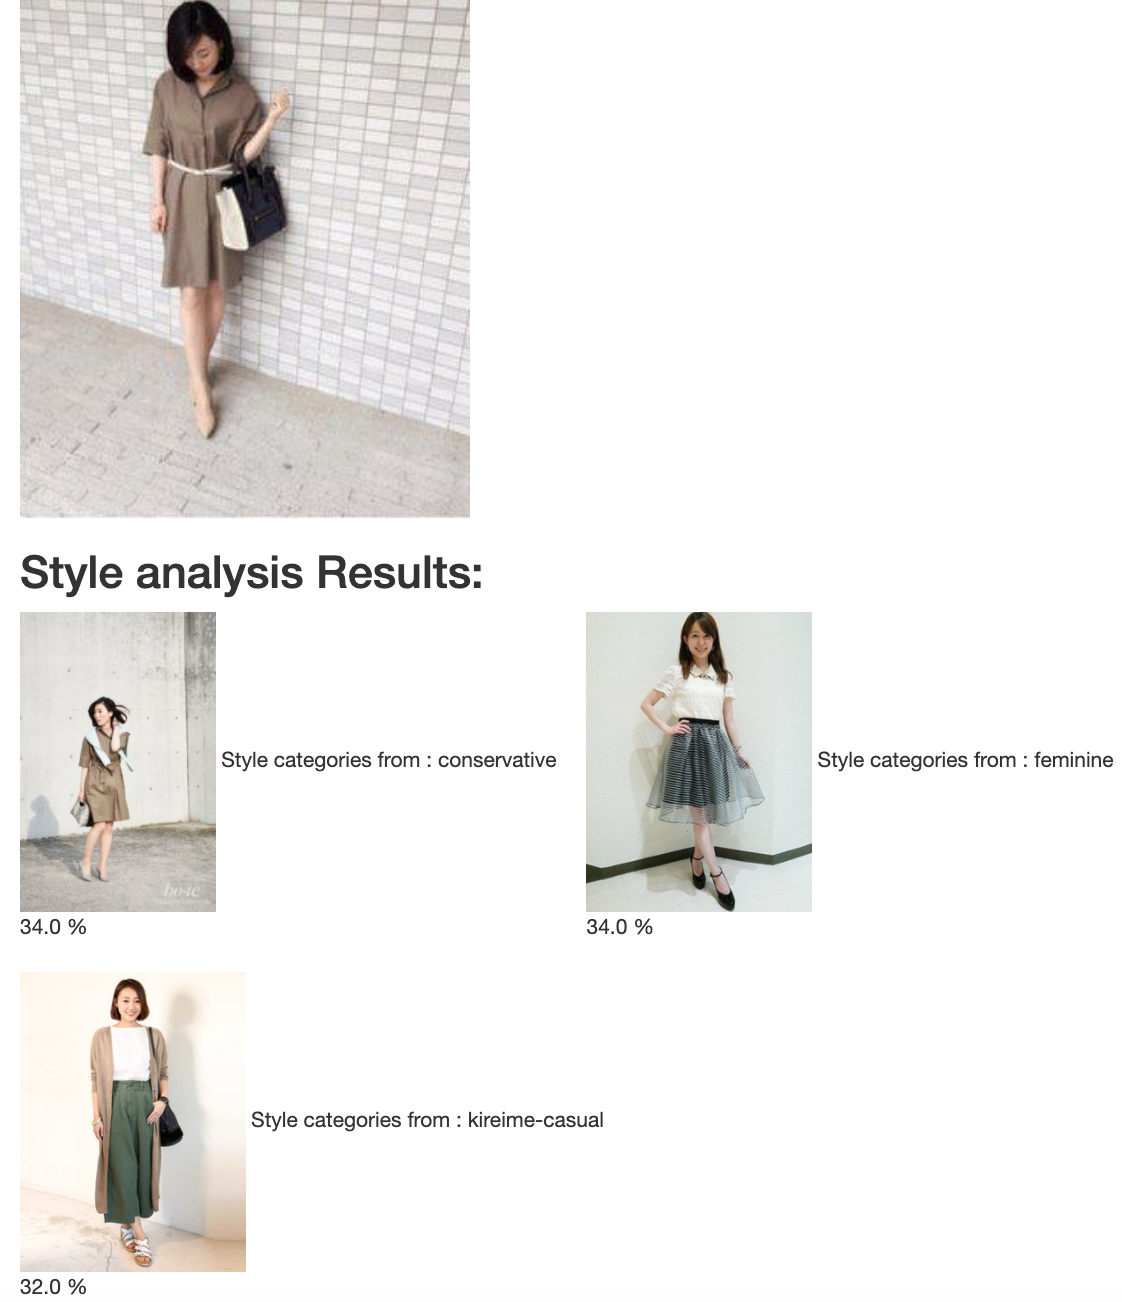 Style analysis Results:
Style categories from : conservative
Style categories from : feminine
34.0 %
34.0 %
Style categories from : kireime-casual
32.0 %